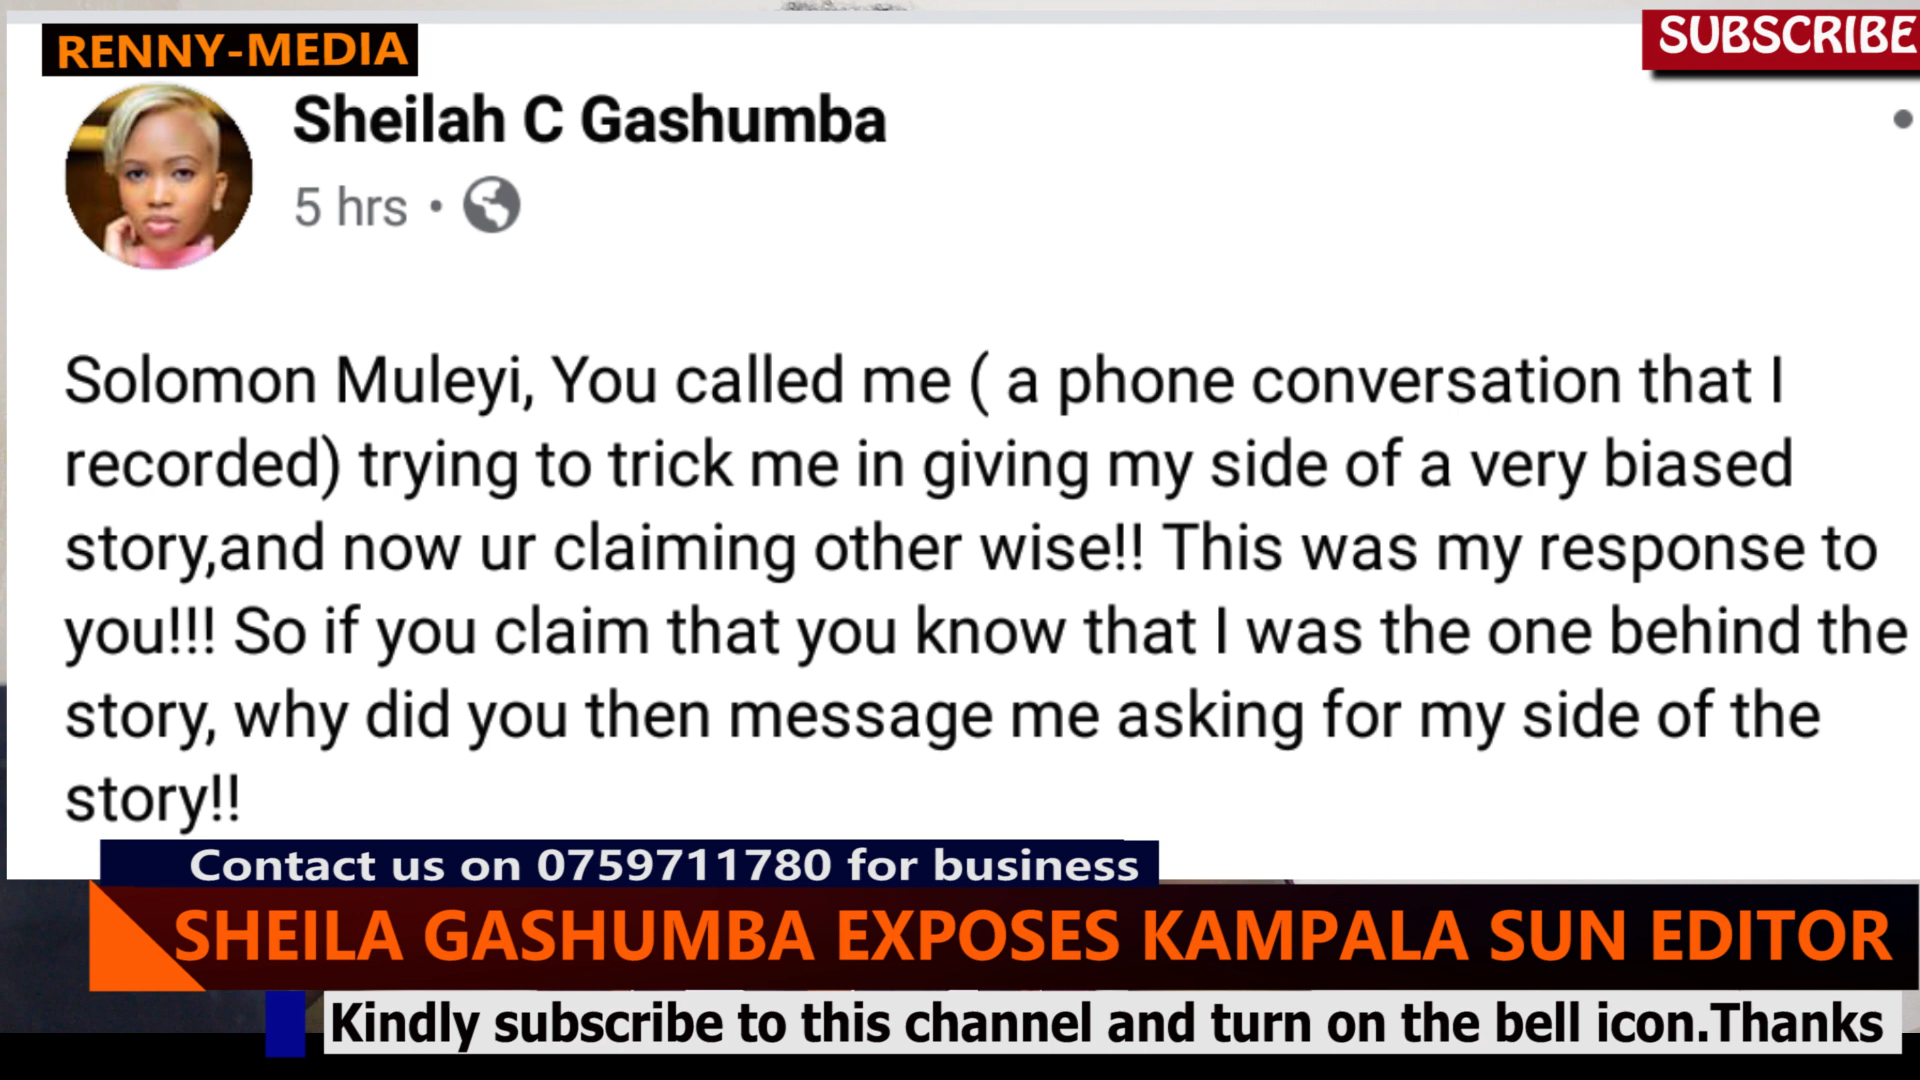 RENNY-MEDIA
SUBSCRIBE
Sheilah C Gashumba
5 hrs •
Solomon Muleyi, You called me ( a phone conversation that I
recorded) trying to trick me in giving my side of a very biased
story,and now ur claiming other wise!! This was my response to
you!!! So if you claim that you know that I was the one behind the
story, why did you then message me asking for my side of the
story!!
Contact us on 0759711780 for business
SHEILA GASHUMBA EXPOSES KAMPALA SUN EDITOR
Kindly subscribe to this channel and turn on the bell icon.Thanks